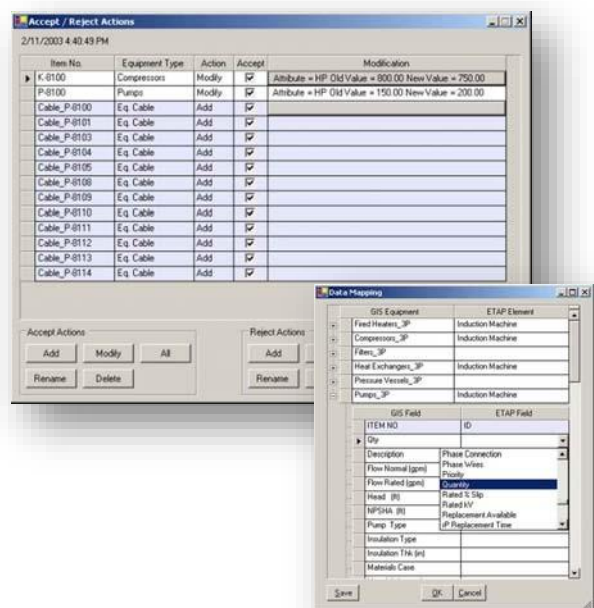 Accept / Reject Actions
2/11/2003 4:40:49 PM
Item No. Equipment Type Action Accept Modification
K-8100 Compressors Modify Attribute = HP Old Value = 800.00 New Value = 750.00
P-8100 Pumps Modify Attribute = HP Old Value = 150.00 New Value = 200.00
Cable_P-8100 Eq. Cable Add
Cable_P-8101 Eq. Cable Add
Cable_P-8103 Eq. Cable Add
Cable_P-8104 Eq. Cable Add
Cable_P-8105 Eq. Cable Add
Cable_P-8108 Eq. Cable Add
Cable_P-8109 Eq. Cable Add
Cable_P-8110 Eq. Cable Add
Cable_P-8111 Eq. Cable Add
Cable_P-8112 Eq. Cable Add
Cable_P-8113 Eq. Cable Add
Cable_P-8114 Eq. Cable Add
Accept Actions
Add Modify All
Rename Delete
Reject Actions
Add
Rename
Data Mapping
GIS Equipment ETAP Element
Fired Heaters_3P Induction Machine
Compressors_3P Induction Machine
Filters_3P
Heat Exchangers_3P Induction Machine
Pressure Vessels_3P
Pumps_3P Induction Machine
GIS Field ETAP Field
ITEM NO ID
Qty
Description
Flow Normal (gpm)
Flow Rated (gpm)
Head (ft)
NPSHA (ft)
Pump Type
Insulation Type
Insulation Thk (in)
Materials Case
Phase Connection
Phase Wires
Priority
Quantity
Rated % Slip
Rated kV
Replacement Available
rP Replacement Time
Save OK Cancel